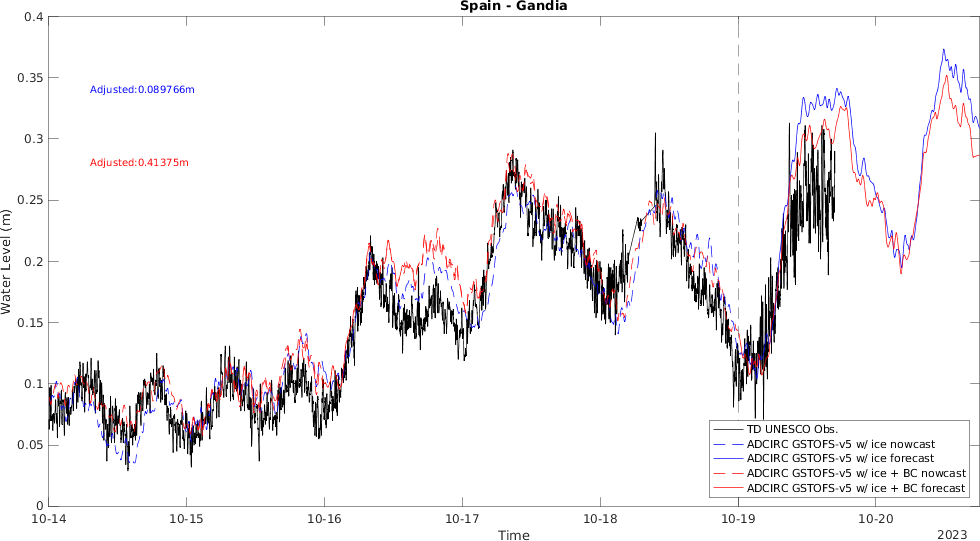 Spain - Gandia
0.4
0.35
0.3
0.25
0.2
0.15
0.1
0.05
0
Water Level (m)
Adjusted:0.089766m
Adjusted:0.41375m
TD UNESCO Obs.
ADCIRC GSTOFS-v5 w/ ice nowcast
ADCIRC GSTOFS-v5 w/ ice forecast
ADCIRC GSTOFS-v5 w/ ice + BC nowcast
ADCIRC GSTOFS-v5 w/ ice + BC forecast
10-14 10-15 10-16 10-17 10-18 10-19 10-20
Time
2023